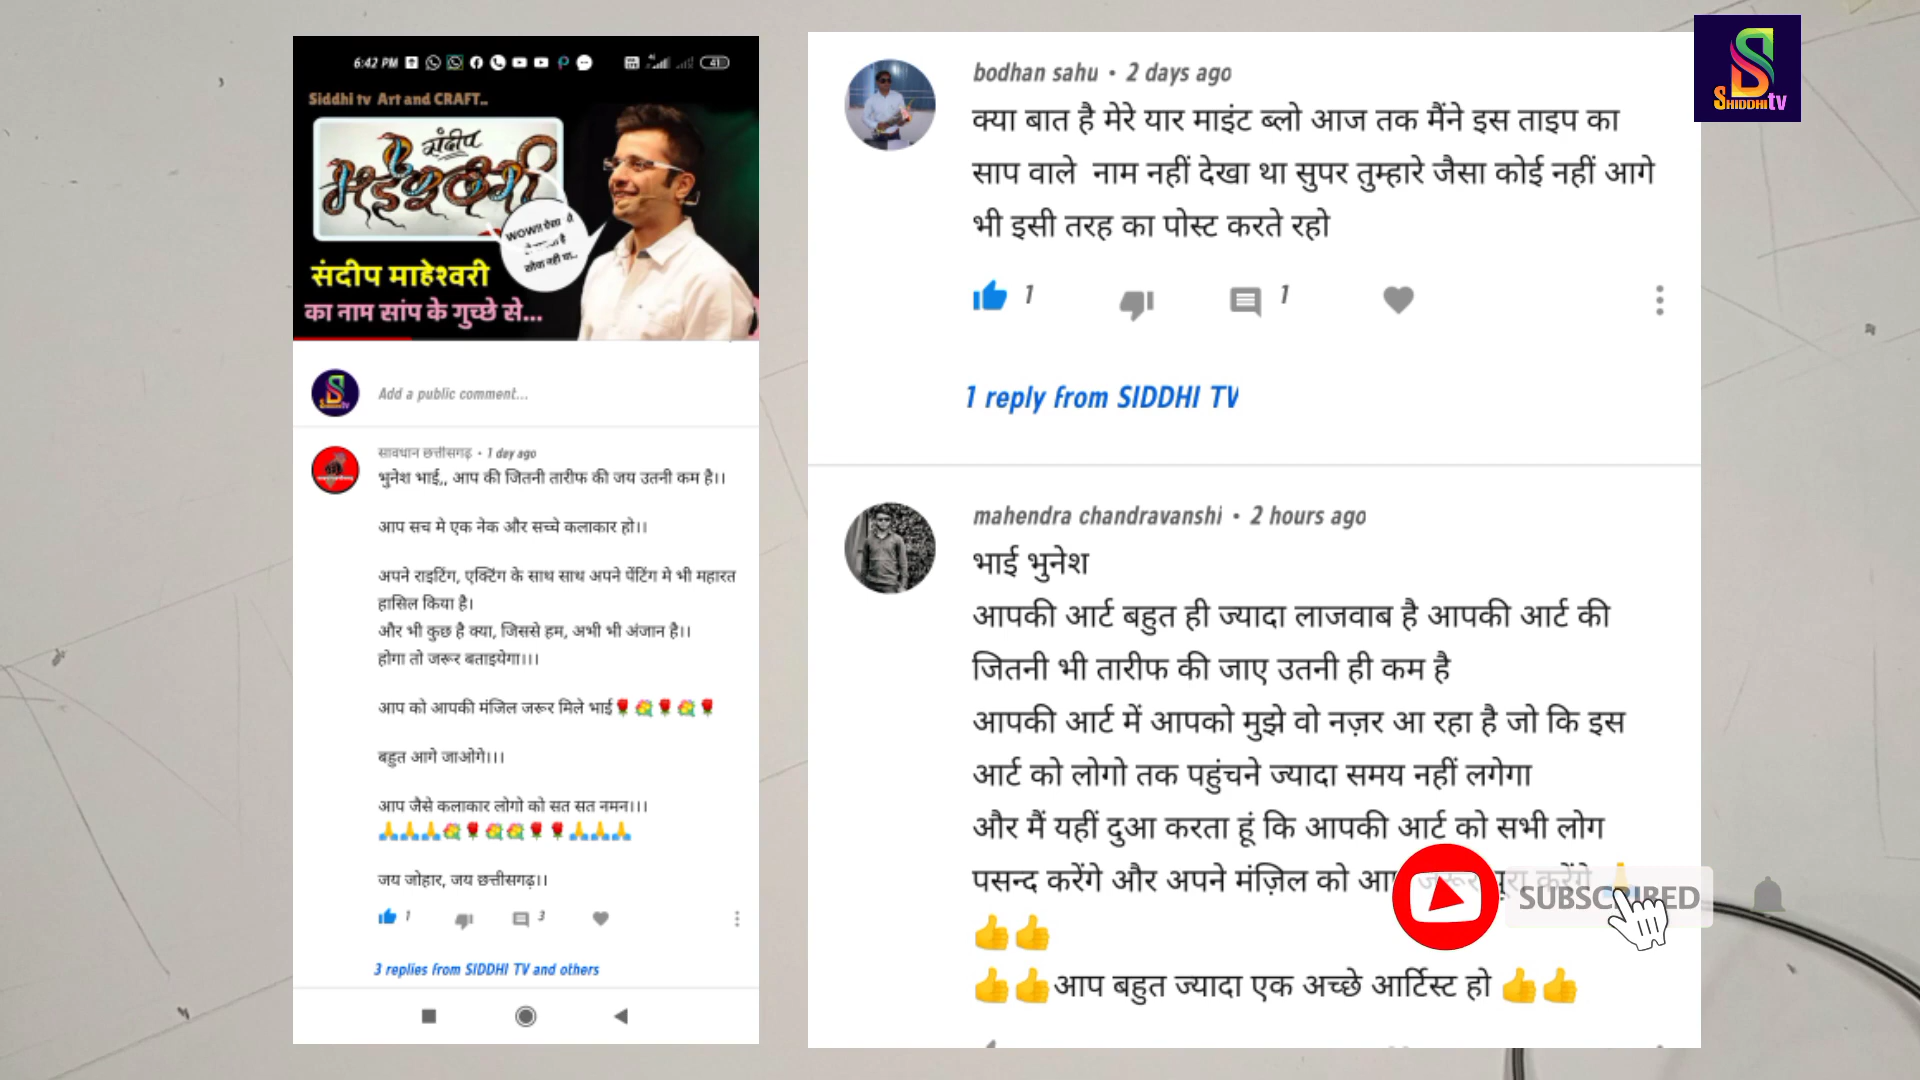 6:42 PM
41
Siddhi tv Art and CRAFT..
संदीप
WOW!!
है
सोचा नही था..
संदीप माहेश्वरी
का नाम सांप के गुच्छे से...
Add a public comment...
सावधान छत्तीसगढ़ • 1 day ago
भुनेश भाई,, आप की जितनी तारीफ की जय उतनी कम है।।
आप सच मे एक नेक और सच्चे कलाकार हो।।
अपने राइटिंग, एक्टिंग के साथ साथ अपने पेंटिंग मे भी महारत
हासिल किया है।
और भी कुछ है क्या, जिससे हम, अभी भी अंजान है।।
होगा तो जरूर बताइयेगा।।।
आप को आपकी मंजिल जरूर मिले भाई🌹💐🌹💐🌹
बहुत आगे जाओगे।।।
आप जैसे कलाकार लोगो को सत सत नमन।।।
🙏🙏🙏💐🌹💐💐🌹🌹🙏🙏🙏
जय जोहार, जय छत्तीसगढ़।।
1 3
3 replies from SIDDHI TV and others
bodhan sahu • 2 days ago
क्या बात है मेरे यार माइंट ब्लो आज तक मैंने इस ताइप का
साप वाले नाम नहीं देखा था सुपर तुम्हारे जैसा कोई नहीं आगे
भी इसी तरह का पोस्ट करते रहो
1 1
1 reply from SIDDHI TV
mahendra chandravanshi • 2 hours ago
भाई भुनेश
आपकी आर्ट बहुत ही ज्यादा लाजवाब है आपकी आर्ट की
जितनी भी तारीफ की जाए उतनी ही कम है
आपकी आर्ट में आपको मुझे वो नज़र आ रहा है जो कि इस
आर्ट को लोगो तक पहुंचने ज्यादा समय नहीं लगेगा
और मैं यहीं दुआ करता हूं कि आपकी आर्ट को सभी लोग
पसन्द करेंगे और अपने मंज़िल को जरूर करेंगे 🙏
👍👍
👍👍आप बहुत ज्यादा एक अच्छे आर्टिस्ट हो 👍👍
SUBSCRIBED
S
SHIDDHI tv